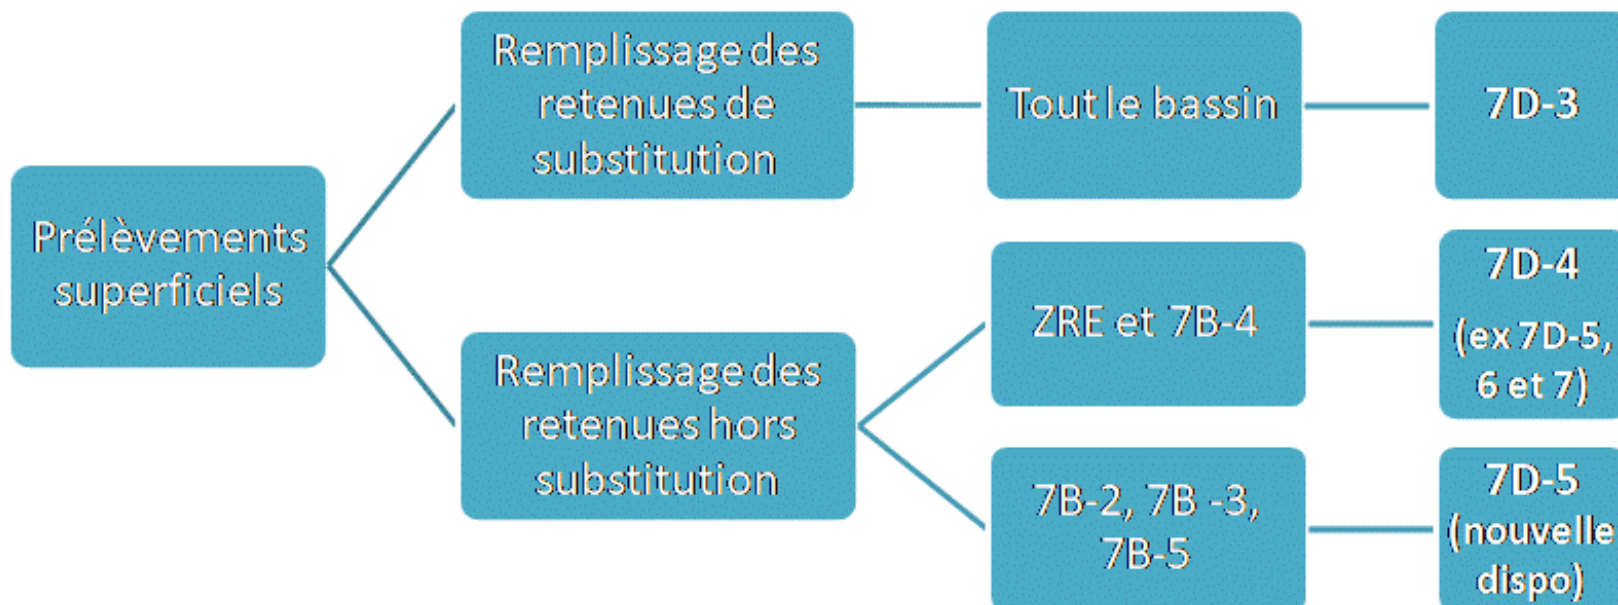 Prélèvements
superficiels
Remplissage des
retenues de
substitution
Tout le bassin
7D-3
Remplissage des
retenues hors
substitution
ZRE et 7B-4
7D-4
(ex 7D-5,
6 et 7)
7B-2, 7B -3,
7B-5
7D-5
(nouvelle
dispo)